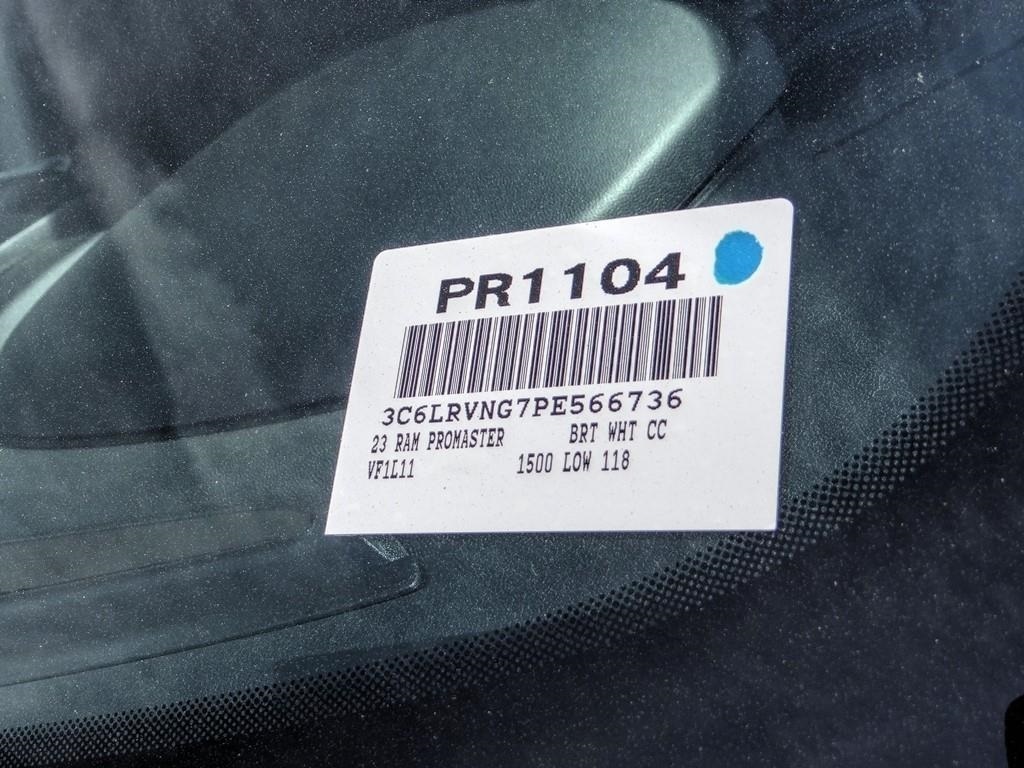 PR1104
3C6LRVNG7PE566736
23 RAM PROMASTER BRT WHT CC
VF1L11 1500 LOW 118